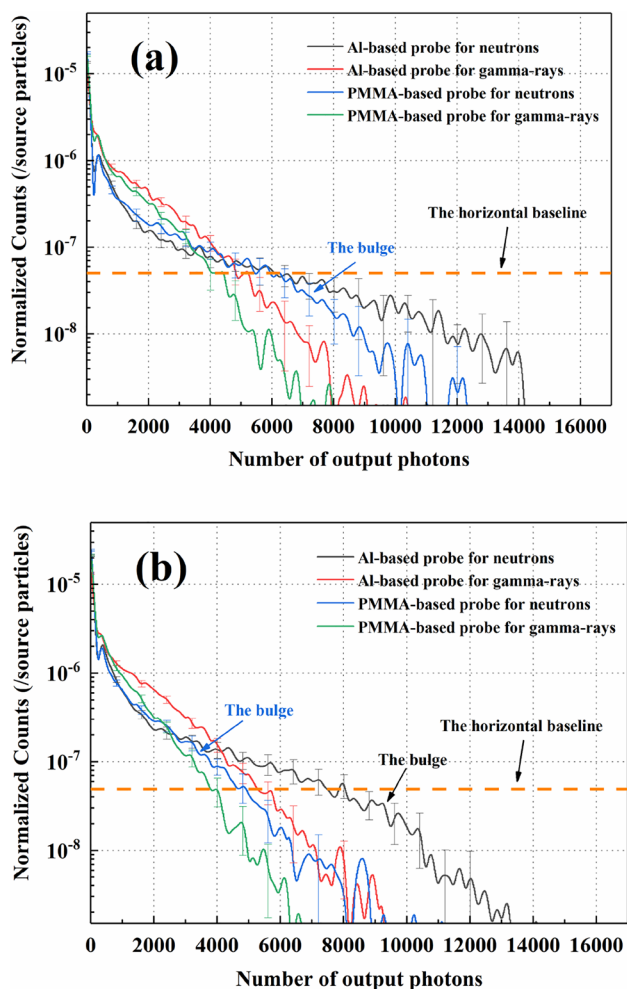 (a)
Al-based probe for neutrons
Al-based probe for gamma-rays
PMMA-based probe for neutrons
PMMA-based probe for gamma-rays
The horizontal baseline
The bulge
Normalized Counts (/source particles)
10⁻⁵
10⁻⁶
10⁻⁷
10⁻⁸
0 2000 4000 6000 8000 10000 12000 14000 16000
Number of output photons
(b)
Al-based probe for neutrons
Al-based probe for gamma-rays
PMMA-based probe for neutrons
PMMA-based probe for gamma-rays
The bulge
The horizontal baseline
The bulge
Normalized Counts (/source particles)
10⁻⁵
10⁻⁶
10⁻⁷
10⁻⁸
0 2000 4000 6000 8000 10000 12000 14000 16000
Number of output photons